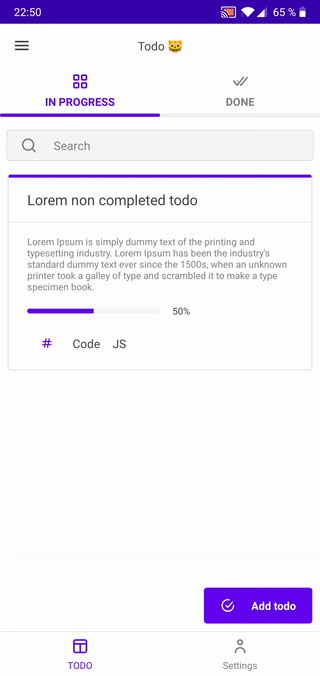 22:50
65 %
Todo 😺
IN PROGRESS
DONE
Search
Lorem non completed todo
Lorem Ipsum is simply dummy text of the printing and
typesetting industry. Lorem Ipsum has been the industry's
standard dummy text ever since the 1500s, when an unknown
printer took a galley of type and scrambled it to make a type
specimen book.
50%
# Code JS
Add todo
TODO
Settings